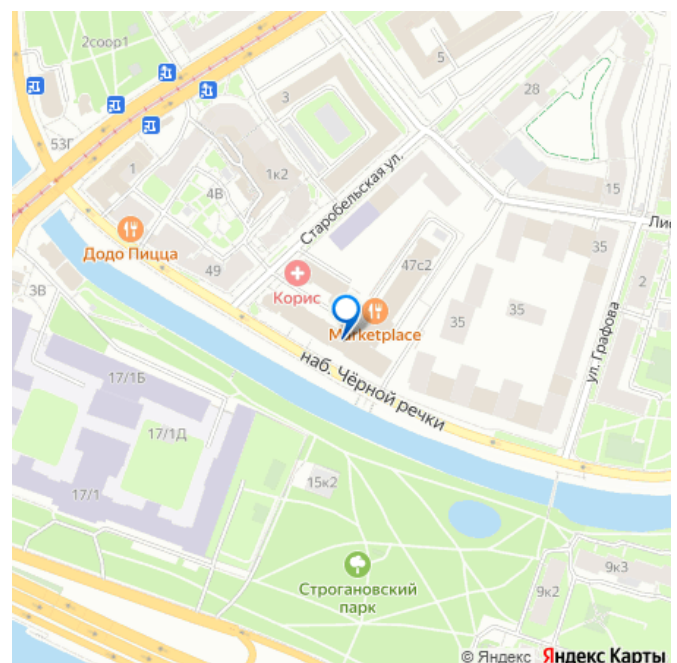 2соор1
5
28
3
53Г
1
1к2
4В
15
Старобельская ул.
Лис
Додо Пицца
49
Корис
47с2
35
35
35
2
3В
Marketplace
ул. Графова
наб. Чёрной речки
17/1Б
17/1Д
17/1
15к2
Строгановский
парк
9к2
9к3
© Яндекс Яндекс Карты